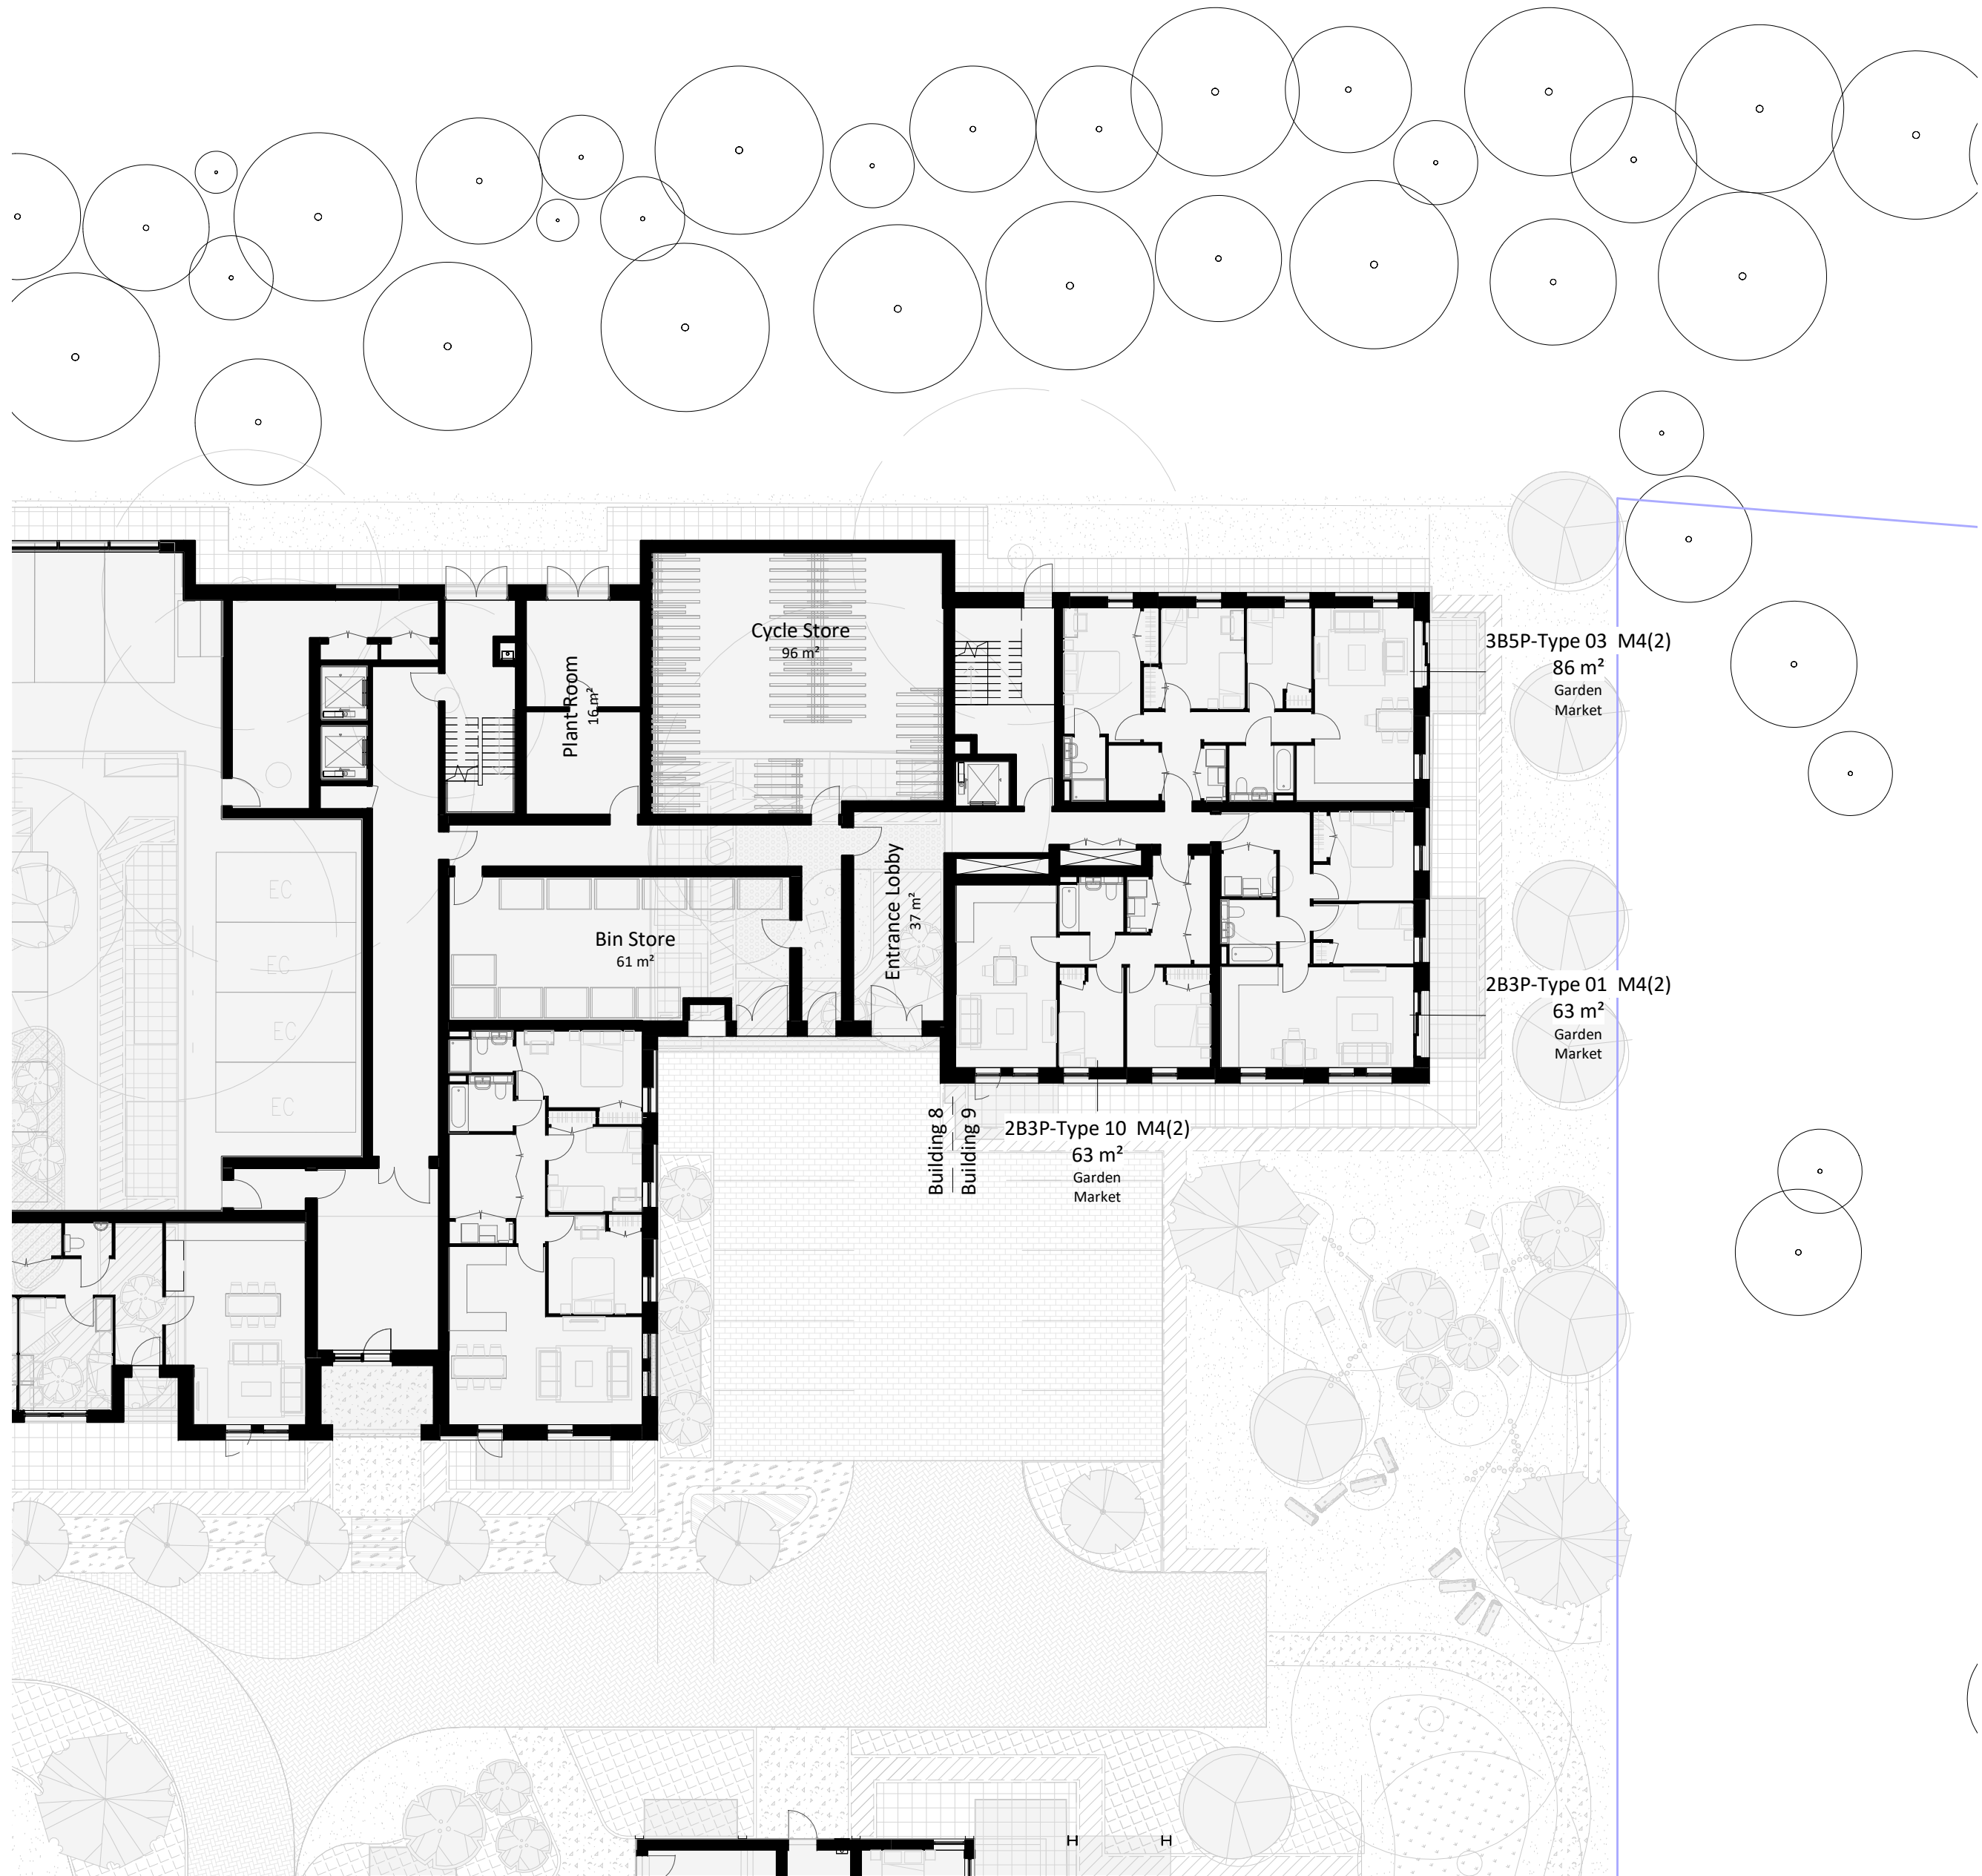 Cycle Store
96 m²
3B5P-Type 03 M4(2)
86 m²
Garden
Market
Plant Room
16 m²
EC
EC
EC
EC
Bin Store
61 m²
Entrance Lobby
37 m²
2B3P-Type 01 M4(2)
63 m²
Garden
Market
Building 8
Building 9
2B3P-Type 10 M4(2)
63 m²
Garden
Market
H H